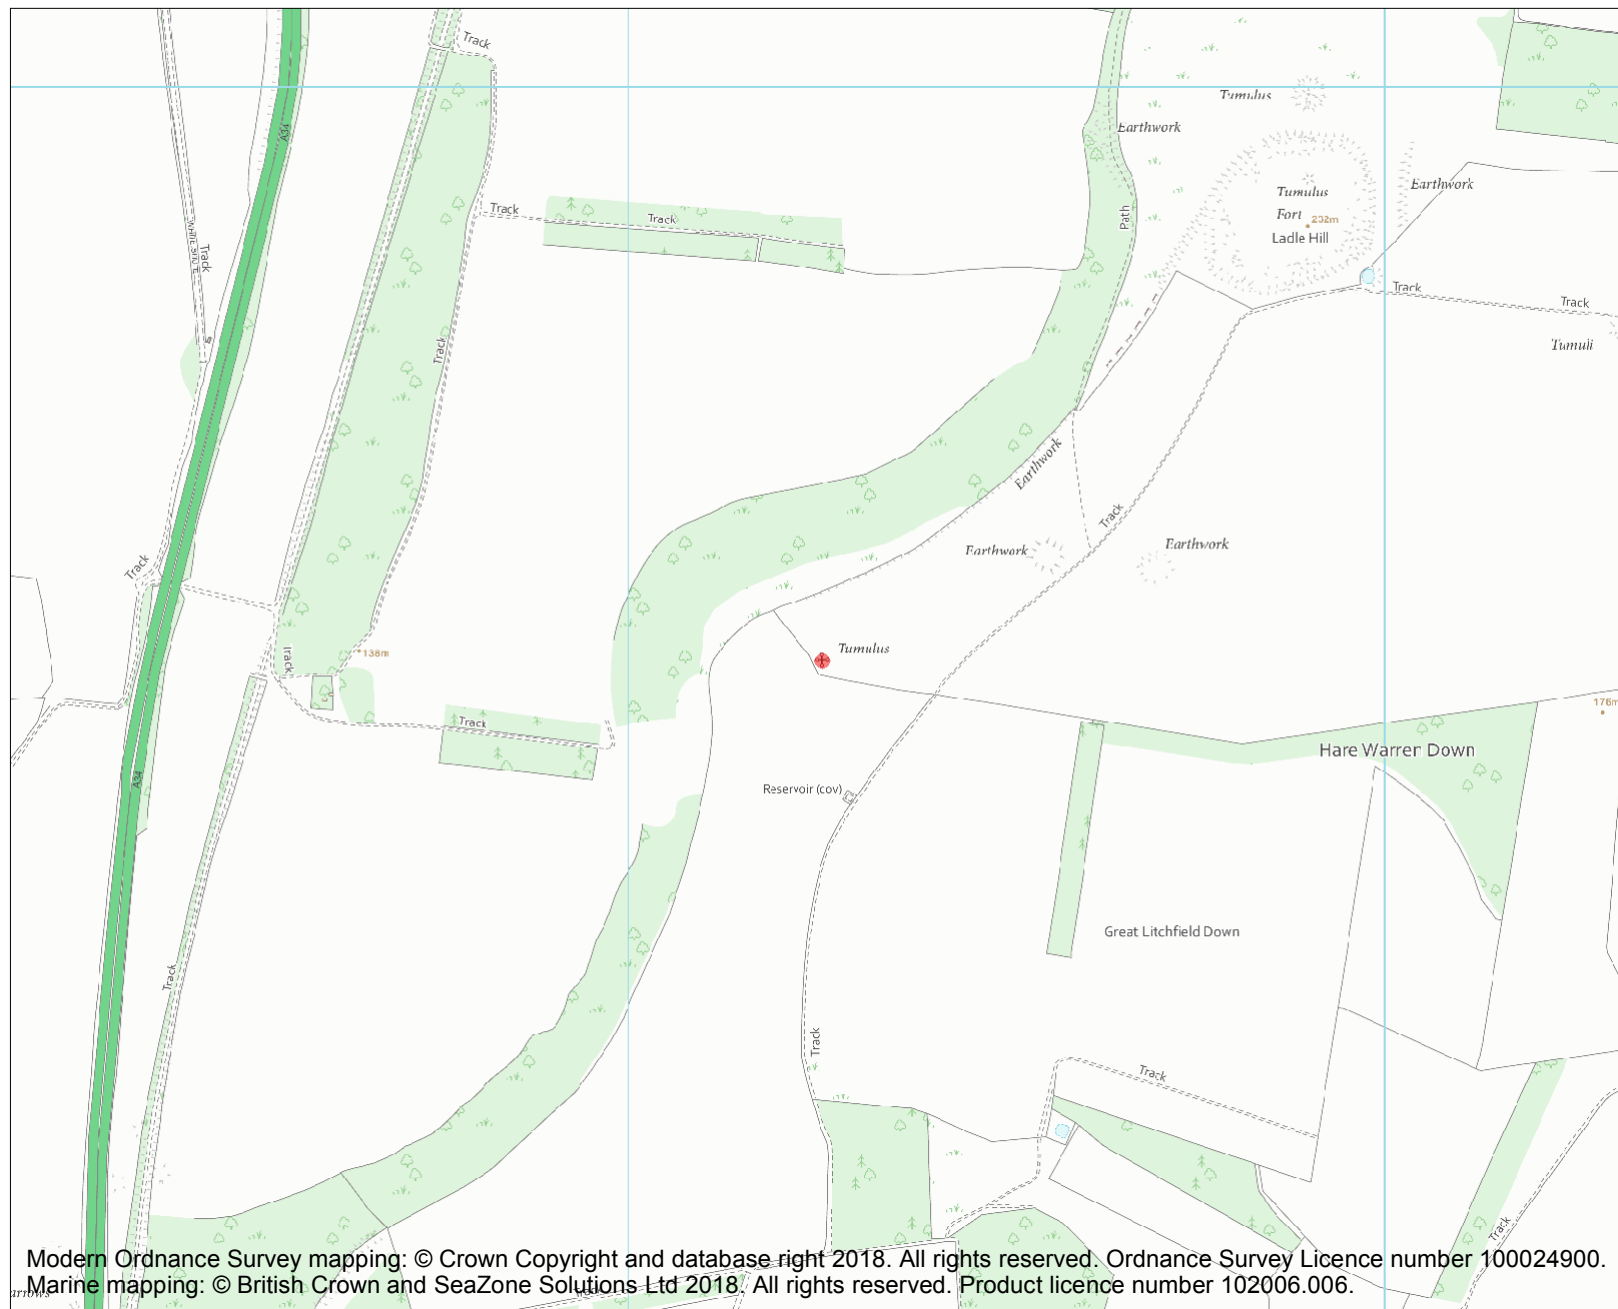 Track
Tumulus
A34
Earthwork
Track
Earthwork
Tumulus
Track
Track
Path
Fort
232m
Ladle Hill
Track
Track
Track
Track
Tumuli
Earthwork
Track
Earthwork
Earthwork
Track
Tumulus
Track
138m
176m
Track
Hare Warren Down
A34
Reservoir (cov)
Great Litchfield Down
Track
Track
Track
Track
Modern Ordnance Survey mapping: © Crown Copyright and database right 2018. All rights reserved. Ordnance Survey Licence number 100024900.
Marine mapping: © British Crown and SeaZone Solutions Ltd 2018. All rights reserved. Product licence number 102006.006.